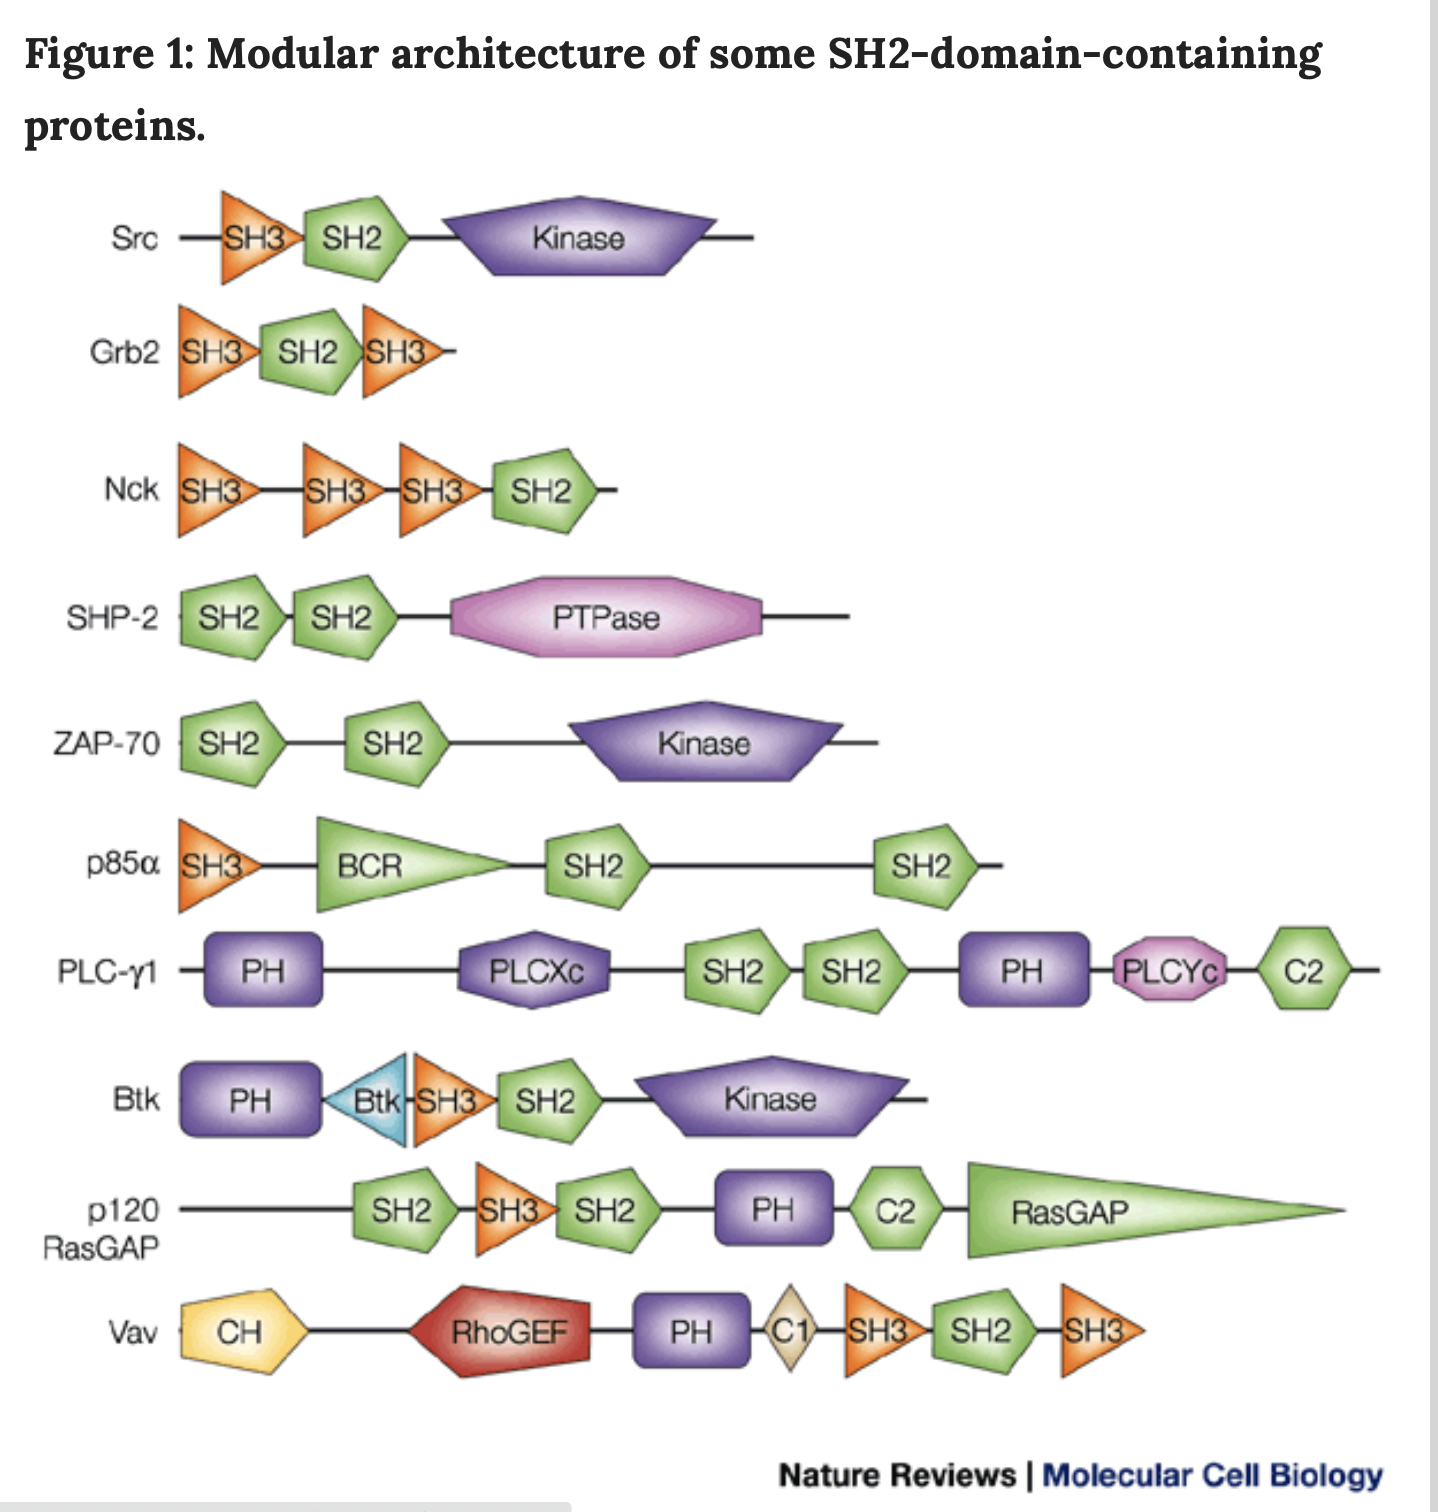 Figure 1: Modular architecture of some SH2-domain-containing
proteins.
Src SH3 SH2 Kinase
Grb2 SH3 SH2 SH3
Nck SH3 SH3 SH3 SH2
SHP-2 SH2 SH2 PTPase
ZAP-70 SH2 SH2 Kinase
p85α SH3 BCR SH2 SH2
PLC-γ1 PH PLCXc SH2 SH2 PH PLCYc C2
Btk PH Btk SH3 SH2 Kinase
p120 SH2 SH3 SH2 PH C2 RasGAP
RasGAP
Vav CH RhoGEF PH C1 SH3 SH2 SH3
Nature Reviews | Molecular Cell Biology